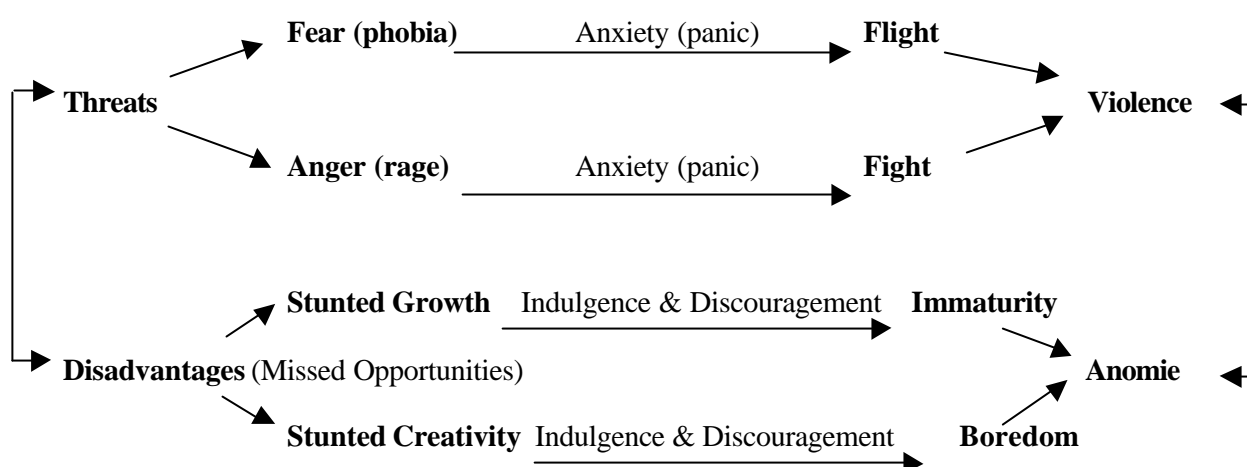 Fear (phobia) Anxiety (panic) Flight
Threats Violence
Anger (rage) Anxiety (panic) Fight
Stunted Growth Indulgence & Discouragement Immaturity
Disadvantages (Missed Opportunities) Anomie
Stunted Creativity Indulgence & Discouragement Boredom